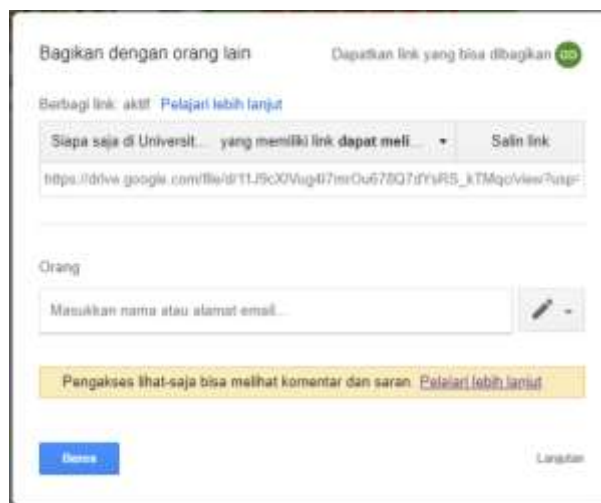 Bagikan dengan orang lain
Dapatkan link yang bisa dibagikan
Berbagi link: aktif Pelajari lebih lanjut
Siapa saja di Universit... yang memiliki link dapat meli...
Salin link
Orang
Masukkan nama atau alamat email...
Pengakses lihat-saja bisa melihat komentar dan saran. Pelajari lebih lanjut
Lanjutan